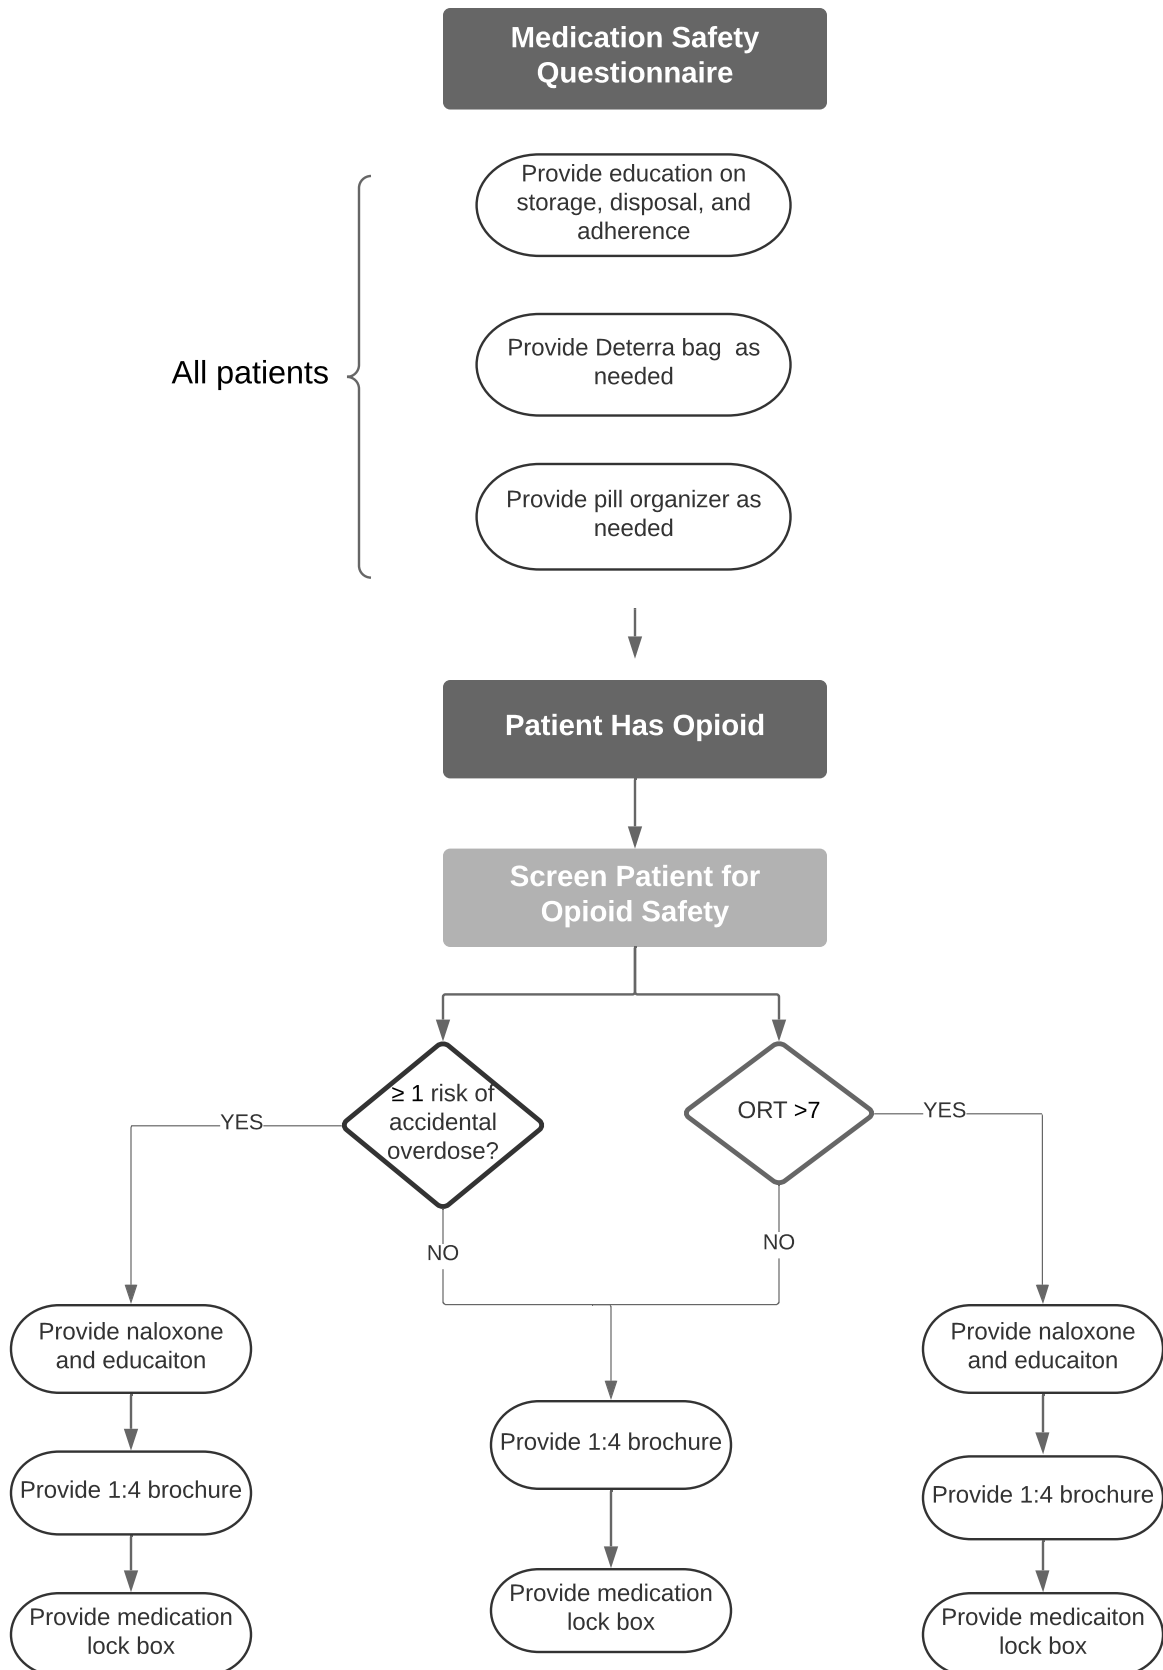 Medication Safety
Questionnaire
Provide education on
storage, disposal, and
adherence
Provide Deterra bag  as
needed
All patients
Provide pill organizer as
needed
Patient Has Opioid
Screen Patient for
Opioid Safety
≥ 1 risk of
accidental
overdose?
ORT >7
YES
YES
NO
NO
Provide naloxone
and educaiton
Provide 1:4 brochure
Provide medication
lock box
Provide 1:4 brochure
Provide medication
lock box
Provide naloxone
and educaiton
Provide 1:4 brochure
Provide medicaiton
lock box